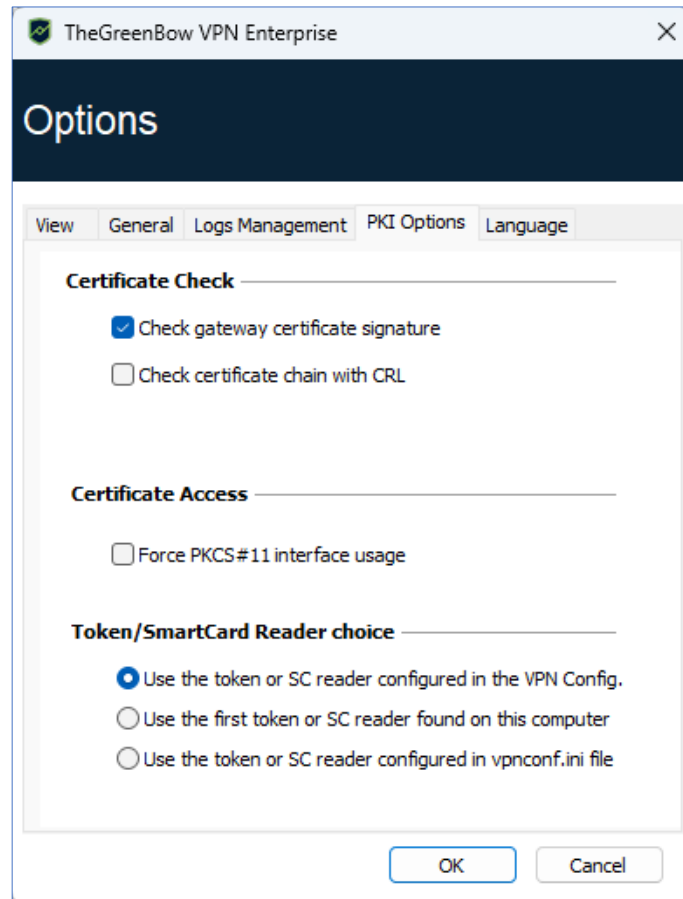 TheGreenBow VPN Enterprise
Options
View General Logs Management PKI Options Language
Certificate Check
Check gateway certificate signature
Check certificate chain with CRL
Certificate Access
Force PKCS#11 interface usage
Token/SmartCard Reader choice
Use the token or SC reader configured in the VPN Config.
Use the first token or SC reader found on this computer
Use the token or SC reader configured in vpnconf.ini file
OK Cancel